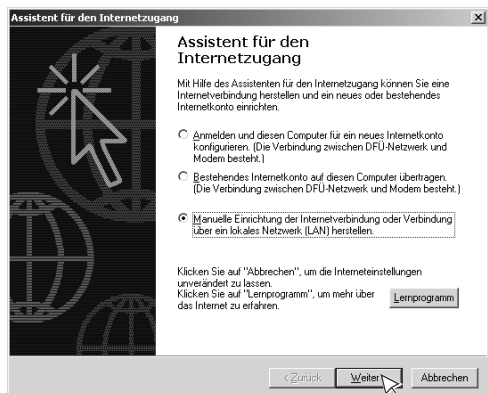 Assistent für den Internetzugang
Assistent für den
Internetzugang
Mit Hilfe des Assistenten für den Internetzugang können Sie eine
Internetverbindung herstellen und ein neues oder bestehendes
Internetkonto einrichten.
Anmelden und diesen Computer für ein neues Internetkonto
konfigurieren. (Die Verbindung zwischen DFÜ-Netzwerk und
Modem besteht.)
Bestehendes Internetkonto auf diesen Computer übertragen.
(Die Verbindung zwischen DFÜ-Netzwerk und Modem besteht.)
Manuelle Einrichtung der Internetverbindung oder Verbindung
über ein lokales Netzwerk (LAN) herstellen.
Klicken Sie auf "Abbrechen", um die Interneteinstellungen
unverändert zu lassen.
Klicken Sie auf "Lernprogramm", um mehr über
das Internet zu erfahren.
Lernprogramm
< Zurück Weiter > Abbrechen